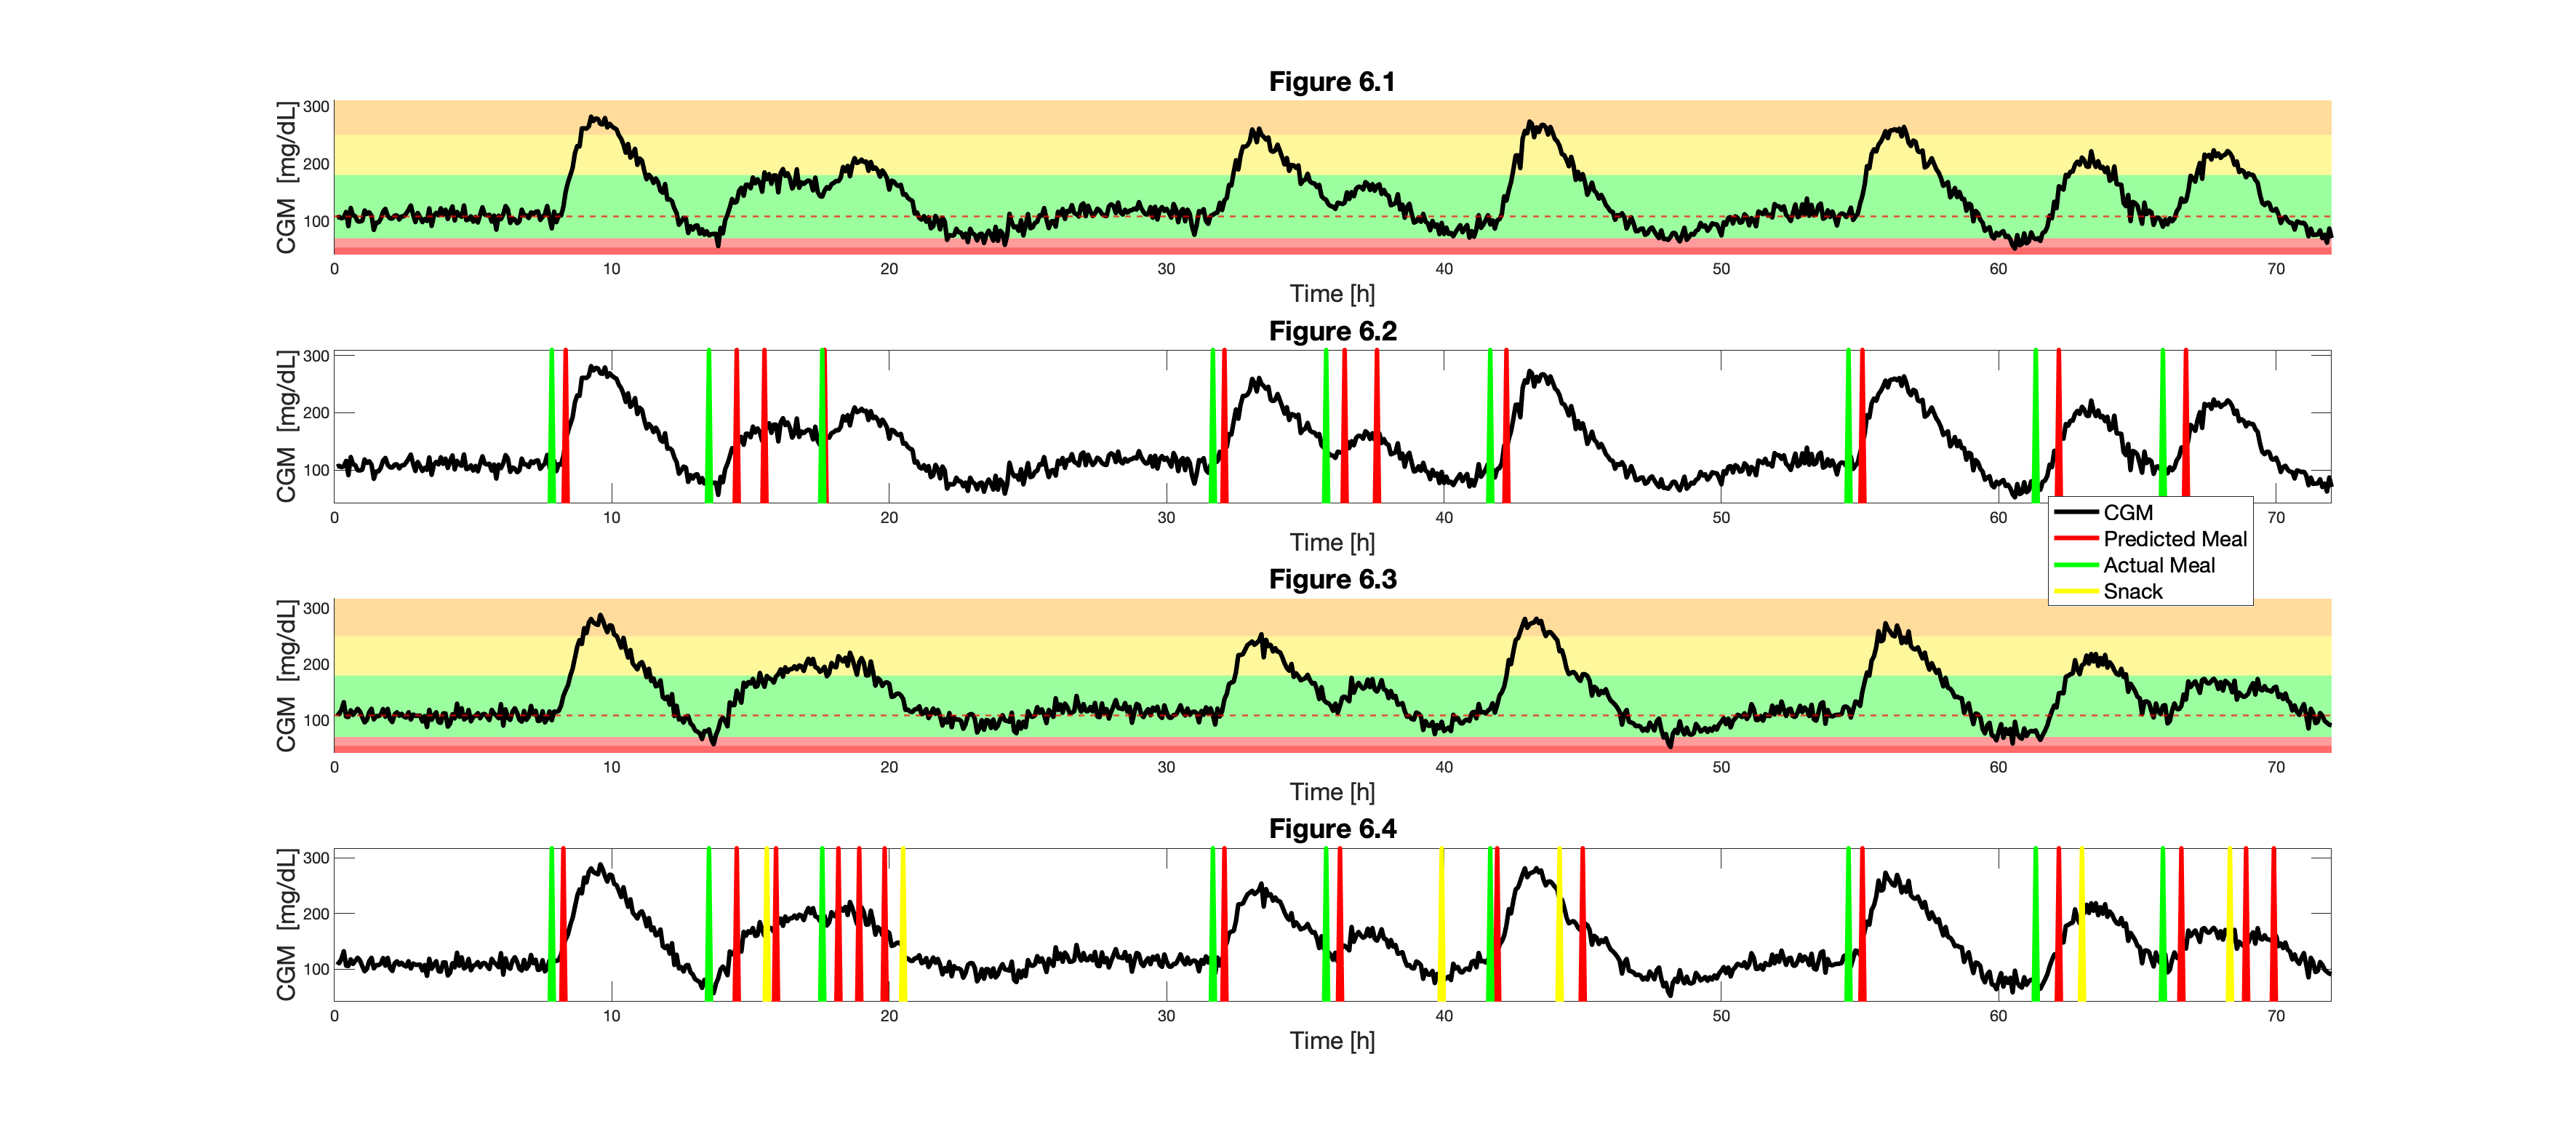 Figure 6.1
CGM [mg/dL]
300
200
100
0 10 20 30 40 50 60 70
Time [h]
Figure 6.2
CGM [mg/dL]
300
200
100
0 10 20 30 40 50 60 70
Time [h]
CGM
Predicted Meal
Actual Meal
Snack
Figure 6.3
CGM [mg/dL]
300
200
100
0 10 20 30 40 50 60 70
Time [h]
Figure 6.4
CGM [mg/dL]
300
200
100
0 10 20 30 40 50 60 70
Time [h]